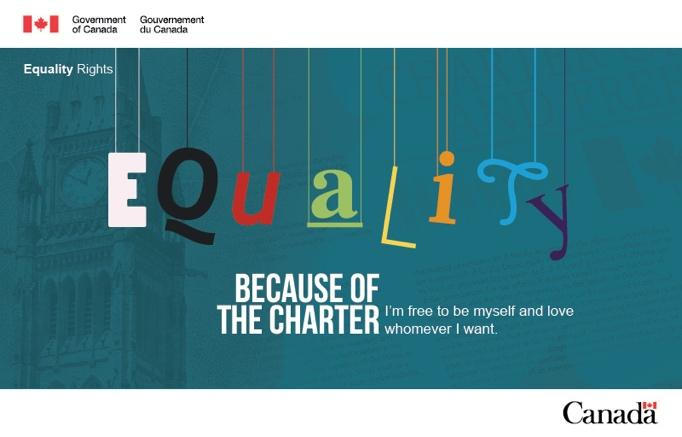 Government of Canada
Gouvernement du Canada
Equality Rights
EQuaLiTy
BECAUSE OF
THE CHARTER
I'm free to be myself and love
whomever I want.
Canada